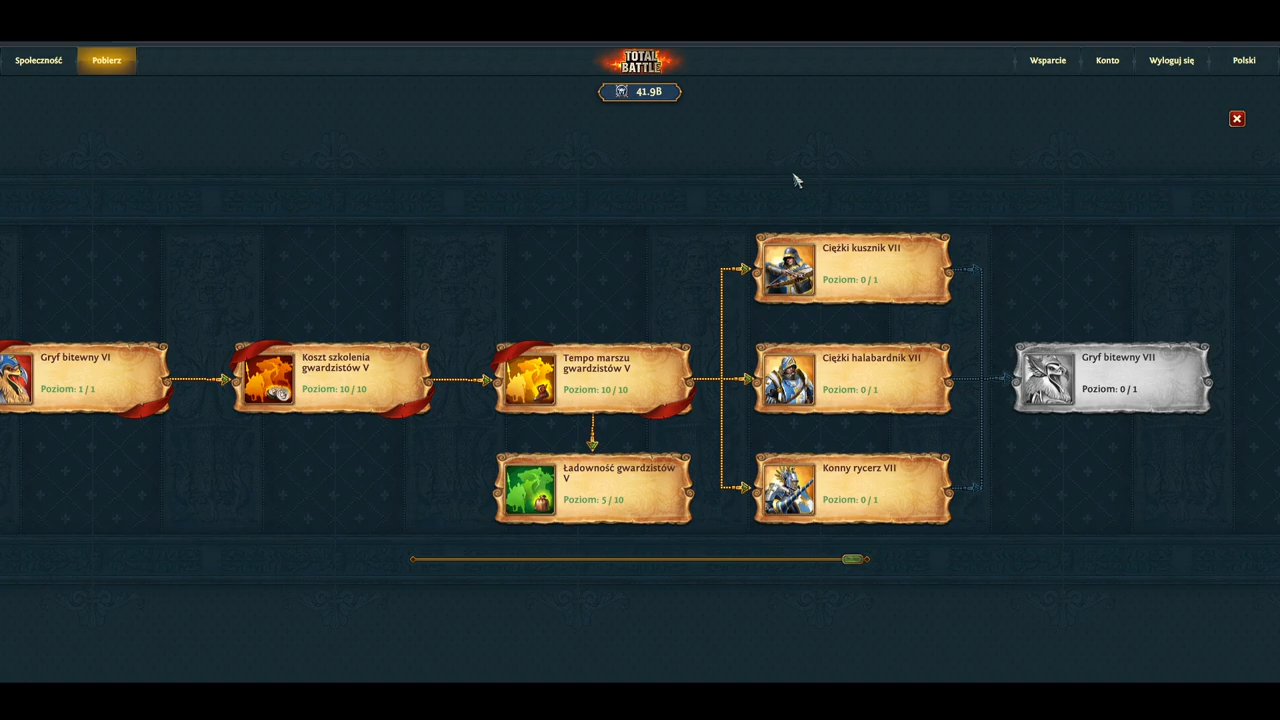 Społeczność
Pobierz
TOTAL
BATTLE
Wsparcie
Konto
Wyloguj się
Polski
41.9B
Ciężki kusznik VII
Poziom: 0 / 1
Gryf bitewny VI
Poziom: 1 / 1
Koszt szkolenia
gwardzistów V
Poziom: 10 / 10
Tempo marszu
gwardzistów V
Poziom: 10 / 10
Ciężki halabardnik VII
Poziom: 0 / 1
Gryf bitewny VII
Poziom: 0 / 1
Ładowność gwardzistów
V
Poziom: 5 / 10
Konny rycerz VII
Poziom: 0 / 1